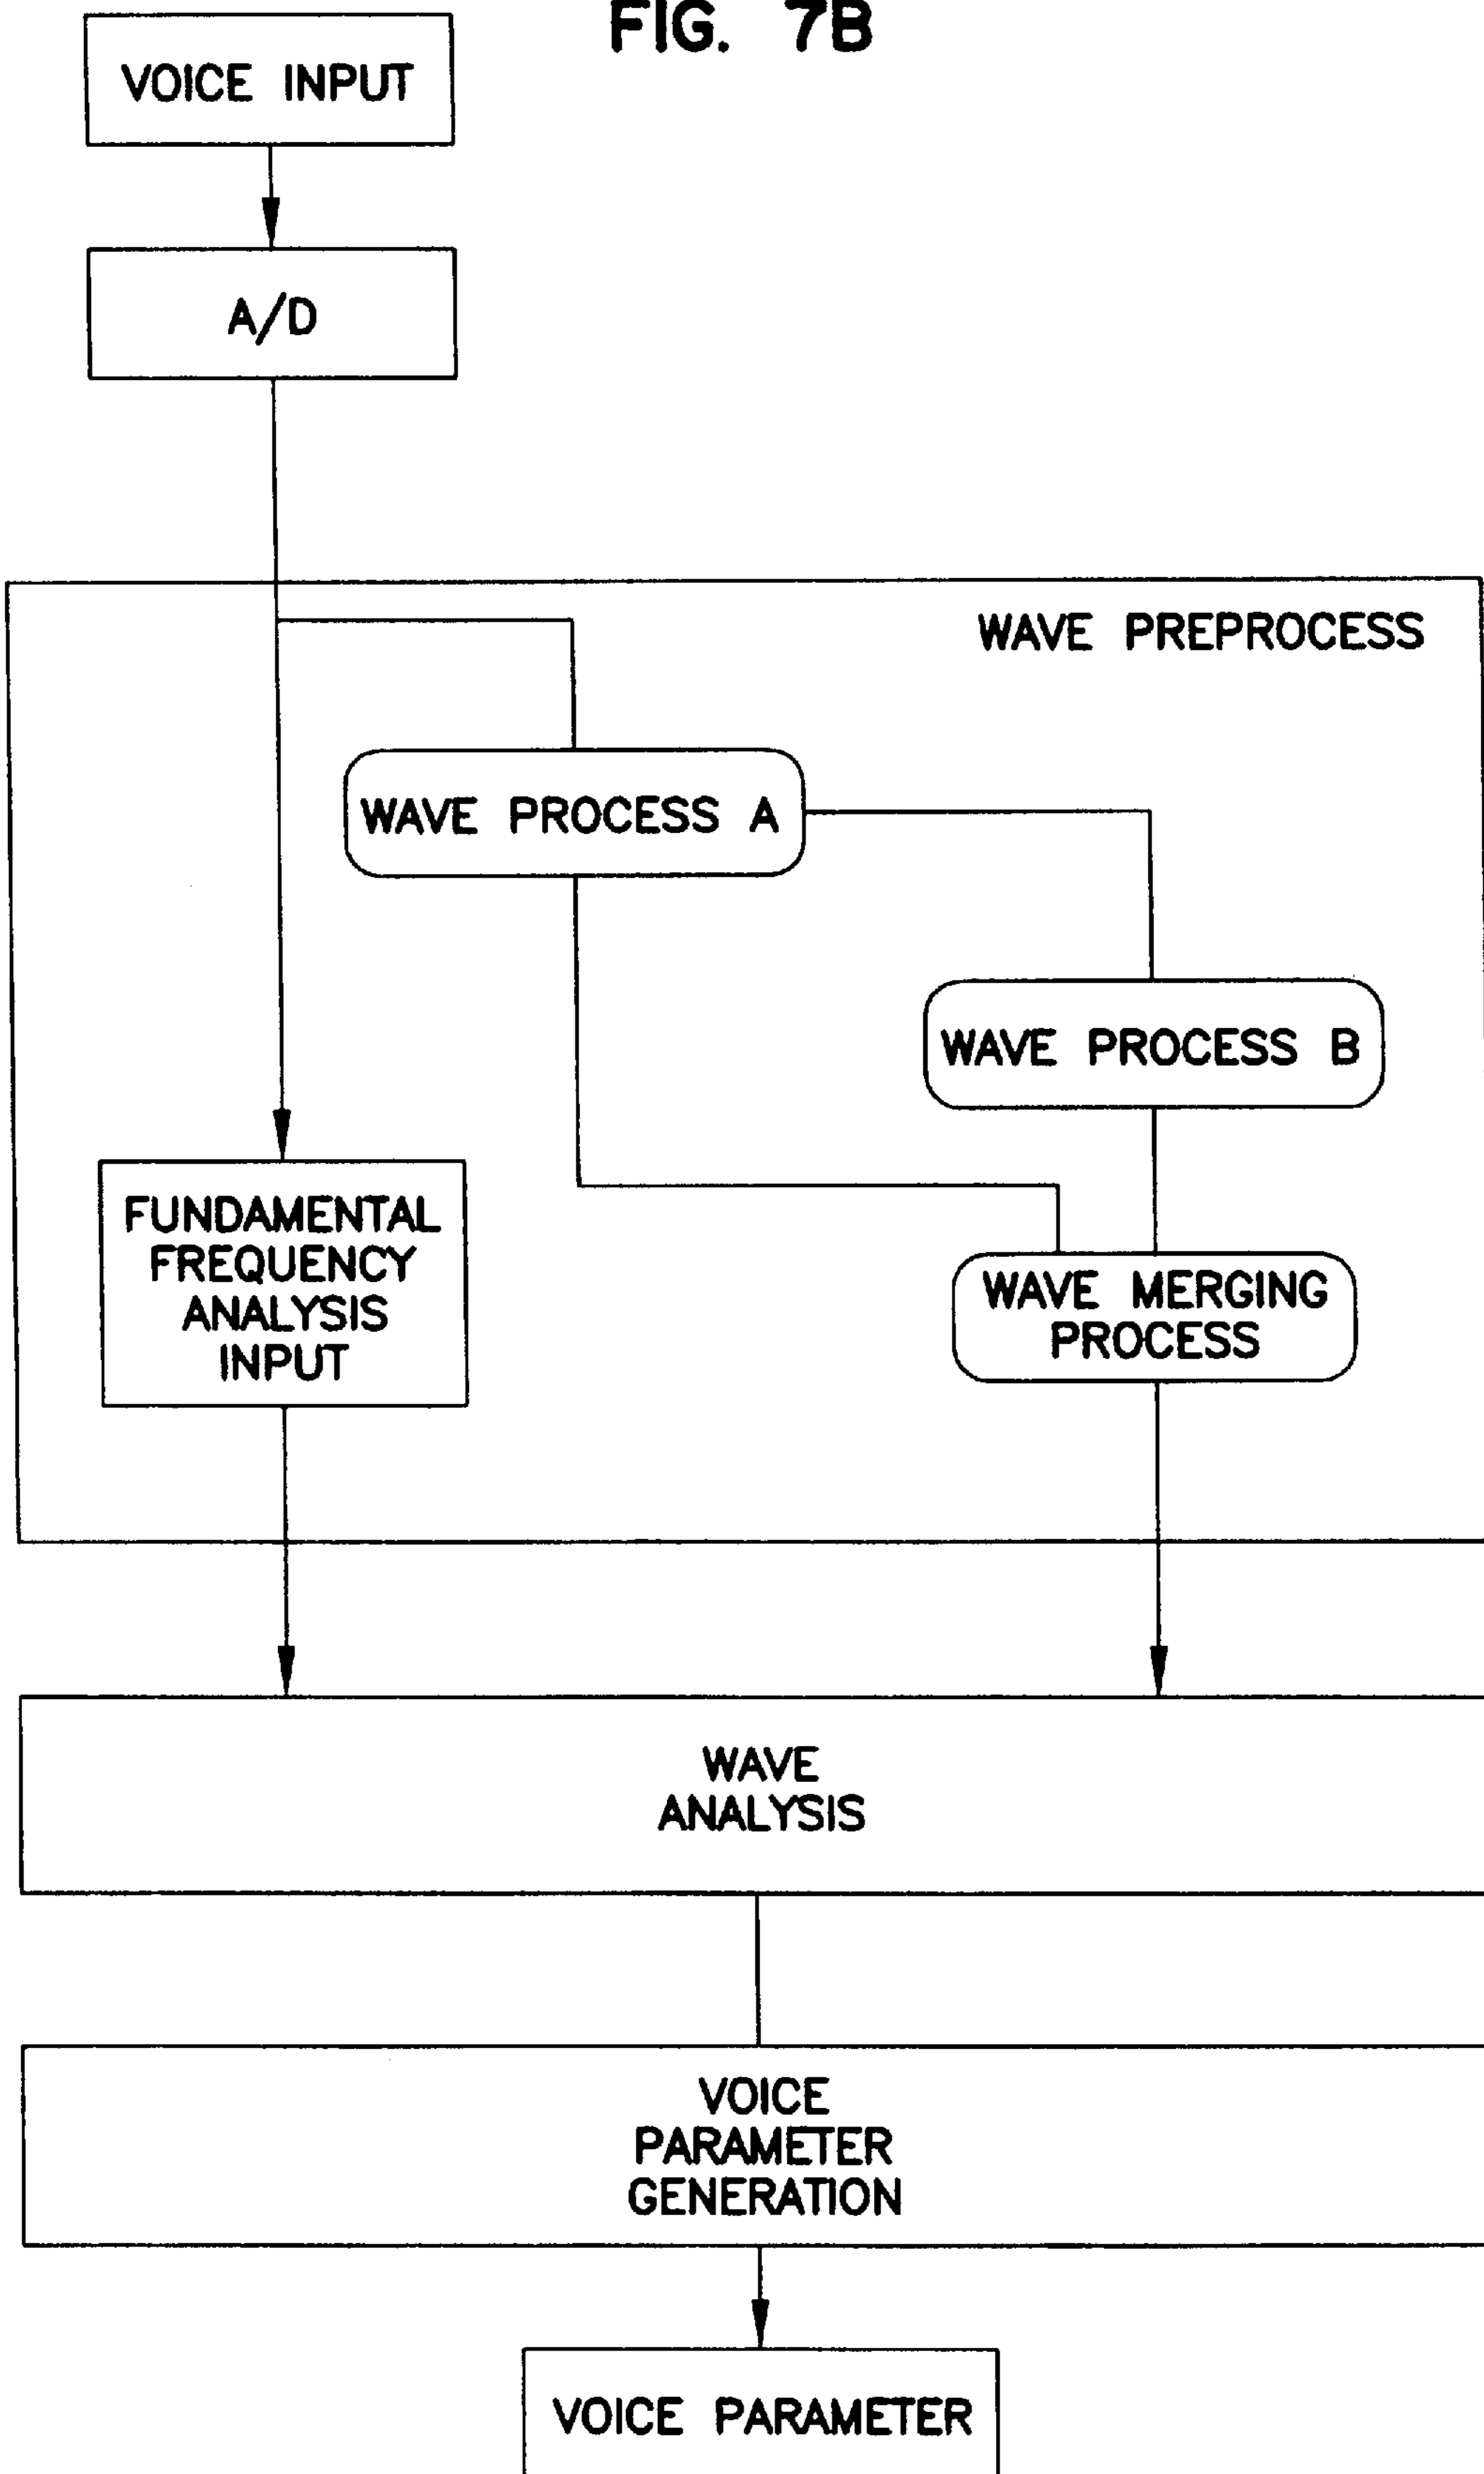 FIG. 7B
VOICE INPUT
A/D
WAVE PREPROCESS
WAVE PROCESS A
WAVE PROCESS B
FUNDAMENTAL
FREQUENCY
ANALYSIS
INPUT
WAVE MERGING
PROCESS
WAVE
ANALYSIS
VOICE
PARAMETER
GENERATION
VOICE PARAMETER